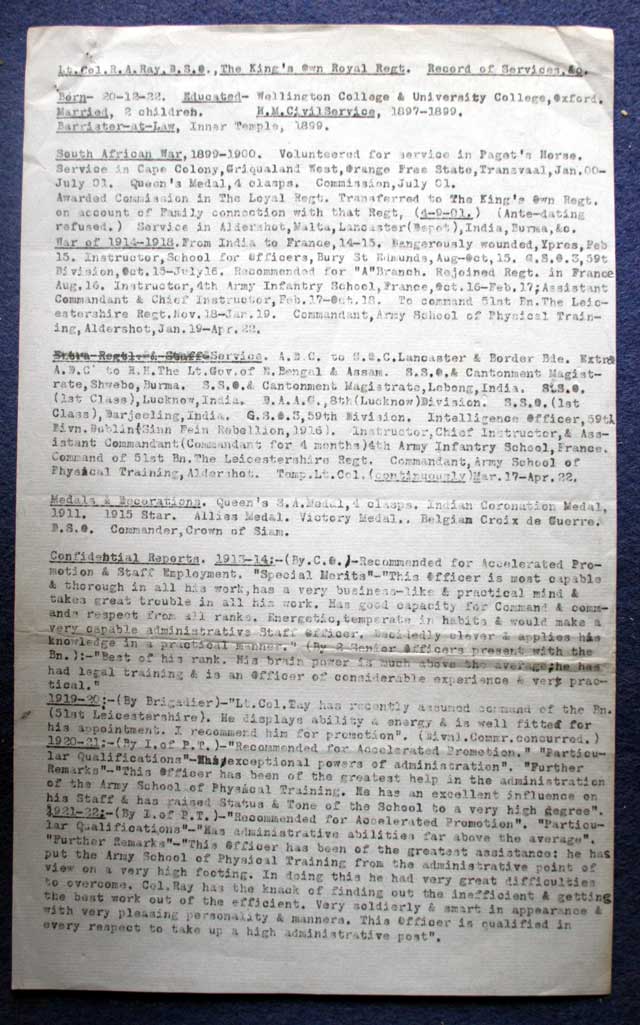 Lt.Col.R.A.Ray,D.S.O.,The King's Own Royal Regt.   Record of Services,&c.
Born- 20-12-22.  Educated- Wellington College & University College,Oxford.
Married, 2 children.      H.M.CivilService, 1897-1899.
Barrister-at-Law, Inner Temple, 1899.
South African War,1899-1900.  Volunteered for service in Paget's Horse.
Service in Cape Colony,Griqualand West,Orange Free State,Transvaal,Jan.00-
July 01.  Queen's Medal,4 clasps.  Commission,July 01.
Awarded Commission in The Loyal Regt. Transferred to The King's Own Regt.
on account of Family connection with that Regt, (4-9-01.) (Ante-dating
refused.) Service in Aldershot,Malta,Lancaster(Depot),India,Burma,&c.
War of 1914-1918.From India to France,14-15. Dangerously wounded,Ypres,Feb
15. Instructor,School for Officers,Bury St Edmunds,Aug-Oct,15. G.S.O.3,59t
Division,Oct.15-July16. Recommended for "A"Branch. Rejoined Regt. in France
Aug.16. Instructor,4th Army Infantry School,France,Oct.16-Feb.17;Assistant
Commandant & Chief Instructor,Feb.17-Oct.18.  To command 51st Bn.The Leic-
estershire Regt.Nov.18-Jan.19.  Commandant,Army School of Physical Train-
ing,Aldershot,Jan.19-Apr.22.
Extra-Regtl.& Staff Service. A.D.C. to G.O.C.Lancaster & Border Bde. Extra
A.D.C to H.H.The Lt.Gov.of E.Bengal & Assam.  S.S.O.& Cantonment Magist-
rate,Shwebo,Burma.  S.S.O.& Cantonment Magistrate,Lebong,India.  S.S.O.
(1st Class),Lucknow,India.  D.A.A.G.,8th(Lucknow)Division.  S.S.O.(1st
Class),Darjeeling,India.  G.S.O.3,59th Division.  Intelligence Officer,59th
Divn.Dublin(Sinn Fein Rebellion,1916).  Instructor,Chief Instructor,& Ass-
istant Commandant(Commandant for 4 months)4th Army Infantry School,France.
Command of 51st Bn.The Leicestershire Regt.  Commandant,Army School of
Physical Training,Aldershot.  Temp.Lt.Col.(continuously)Mar.17-Apr.22.
Medals & Decorations. Queen's S.A.Medal,4 clasps. Indian Coronation Medal,
1911.  1915 Star.  Allies Medal. Victory Medal.. Belgian Croix de Guerre.
D.S.O.  Commander,Crown of Siam.
Confidential Reports. 1913-14:-(By.C.O.)-Recommended for Accelerated Pro-
motion & Staff Employment. "Special Merits"-"This Officer is most capable
& thorough in all his work,has a very business-like & practical mind &
takes great trouble in all his work. Has good capacity for Command & comm-
ands respect from all ranks. Energetic,temperate in habits & would make a
very capable administrative Staff Officer. Decidedly clever & applies his
knowledge in a practical manner." (By 2 Senior Officers present with the
Bn.):-"Best of his rank. His brain power is much above the average;he has
had legal training & is an Officer of considerable experience & very prac-
tical."
1919-20:-(By Brigadier)-"Lt.Col.Ray has recently assumed command of the Bn.
(51st Leicestershire). He displays ability & energy & is well fitted for
his appointment. I recommend him for promotion". (Divnl.Commr.concurred.)
1920-21:-(By I.of P.T.)-"Recommended for Accelerated Promotion." "Particu-
lar Qualifications"-"Has exceptional powers of administration". "Further
Remarks"-"This Officer has been of the greatest help in the administration
of the Army School of Physical Training. He has an excellent influence on
his Staff & has raised Status & Tone of the School to a very high degree".
1921-22:-(By I.of P.T.)-"Recommended for Accelerated Promotion". "Particu-
lar Qualifications"-"Has administrative abilities far above the average".
"Further Remarks"-"This Officer has been of the greatest assistance: he has
put the Army School of Physical Training from the administrative point of
view on a very high footing. In doing this he had very great difficulties
to overcome. Col.Ray has the knack of finding out the inefficient & getting
the best work out of the efficient. Very soldierly & smart in appearance &
with very pleasing personality & manners. This Officer is qualified in
every respect to take up a high administrative post".